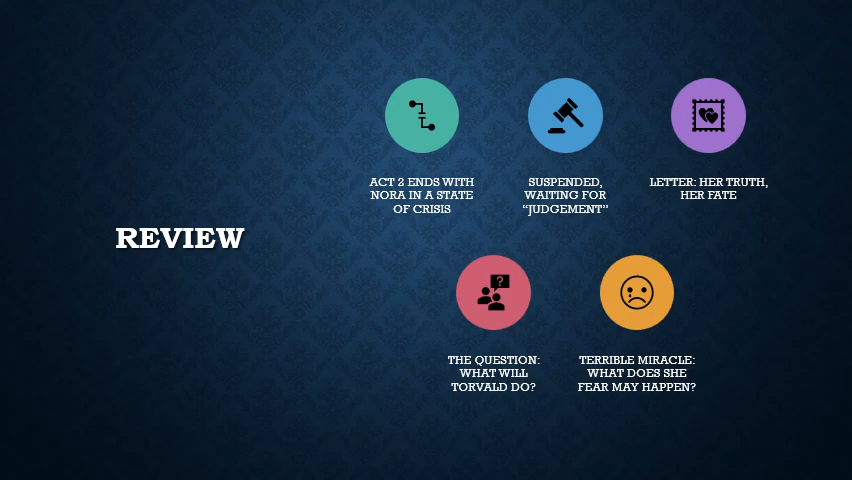 REVIEW
ACT 2 ENDS WITH
NORA IN A STATE
OF CRISIS
SUSPENDED,
WAITING FOR
“JUDGEMENT”
LETTER: HER TRUTH,
HER FATE
?
THE QUESTION:
WHAT WILL
TORVALD DO?
TERRIBLE MIRACLE:
WHAT DOES SHE
FEAR MAY HAPPEN?